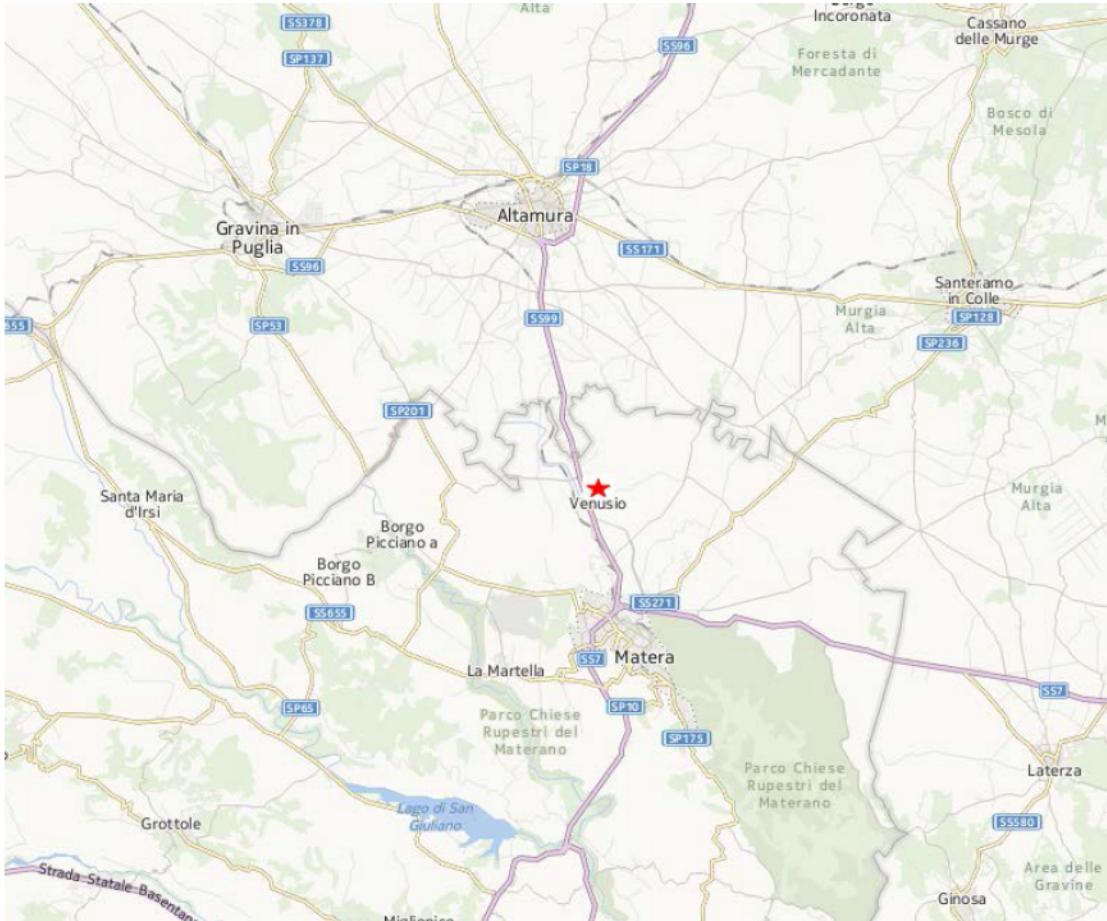 Alta
Incoronata
Cassano
delle Murge
SS378
SS96
SP137
Foresta di
Mercadante
Bosco di
Mesola
SP18
Altamura
Gravina in
Puglia
SS171
SS96
Santeramo
in Colle
SS99
Murgia
Alta
SP128
SP53
SP236
SP201
Santa Maria
d'Irsi
Venusio
Murgia
Alta
Borgo
Picciano a
Borgo
Picciano B
SS271
SS655
SS7
Matera
La Martella
SS7
SP65
SP10
Parco Chiese
Rupestri del
Materano
SP175
Parco Chiese
Rupestri del
Materano
Laterza
Lago di San
Giuliano
Grottole
SS580
Strada Statale Basentana
Area delle
Gravine
Ginosa